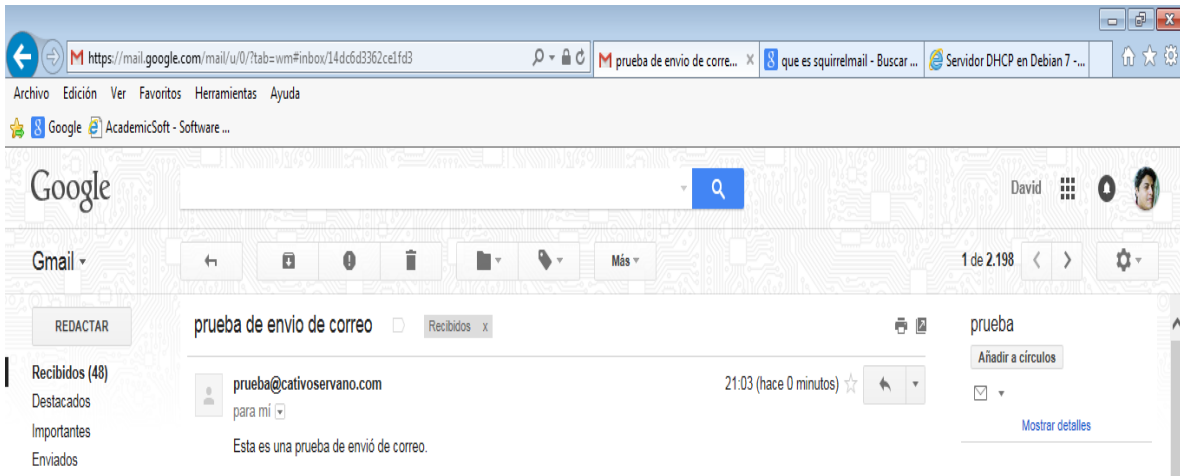 https://mail.google.com/mail/u/0/?tab=wm#inbox/14dc6d3362ce1fd3
prueba de envio de corre...
que es squirrelmail - Buscar ...
Servidor DHCP en Debian 7 -...
Archivo Edición Ver Favoritos Herramientas Ayuda
Google AcademicSoft - Software ...
Google
David
Gmail
Más
1 de 2.198
REDACTAR
prueba de envio de correo
Recibidos x
prueba
Añadir a círculos
Recibidos (48)
prueba@cativoservano.com
21:03 (hace 0 minutos)
Destacados
para mí
Mostrar detalles
Importantes
Esta es una prueba de envió de correo.
Enviados